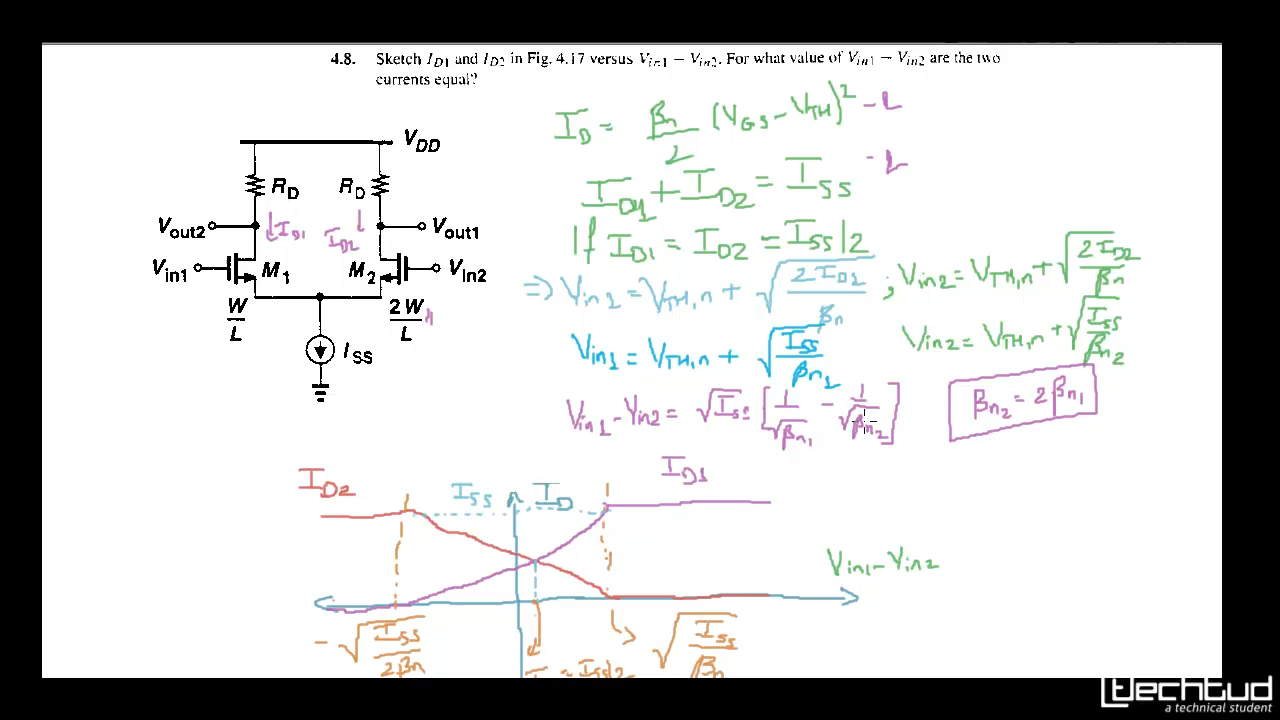 4.8. Sketch I_D1 and I_D2 in Fig. 4.17 versus V_in1 − V_in2. For what value of V_in1 − V_in2 are the two
currents equal?
I_D = β_n/2 (V_GS − V_TH)^2
I_D1 + I_D2 = I_SS
If I_D1 = I_D2 = I_SS/2
⇒ V_in1 = V_TH,n + √(2I_D1/β_n) ; V_in2 = V_TH,n + √(2I_D2/β_n)
V_in1 = V_TH,n + √(I_SS/β_n1)
V_in2 = V_TH,n + √(I_SS/β_n2)
V_in1 − V_in2 = √I_SS [1/√β_n1 − 1/√β_n2]
β_n2 = 2β_n1
V_DD
R_D R_D
V_out2 I_D1 I_D2 V_out1
V_in1 M_1 M_2 V_in2
W/L 2W/L
I_SS
I_D2 I_SS I_D I_D1
V_in1 − V_in2
−√(I_SS/2β_n) √(I_SS/β_n)
techtud
a technical student